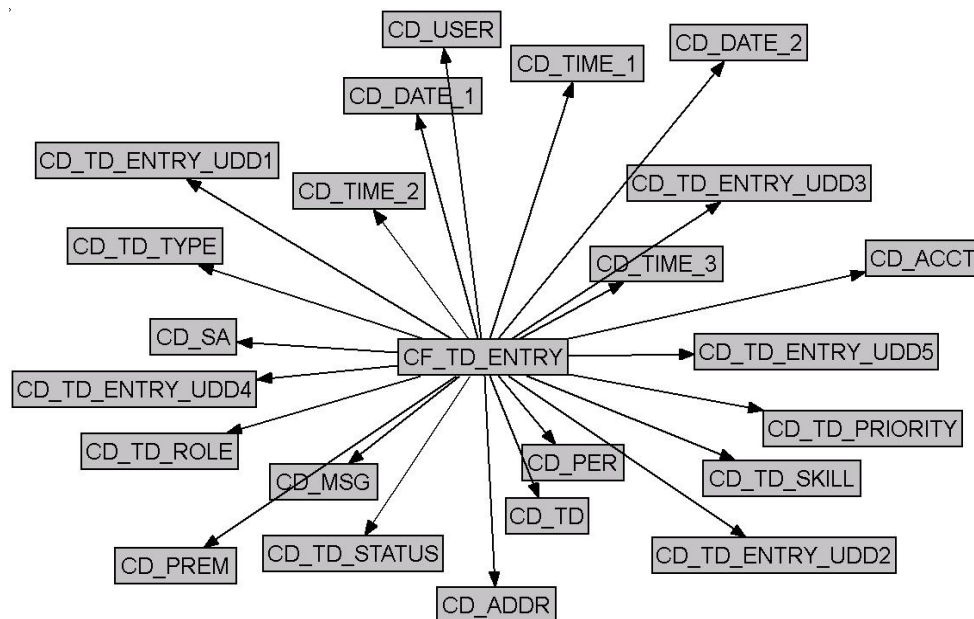 CD_USER
CD_DATE_2
CD_TIME_1
CD_DATE_1
CD_TD_ENTRY_UDD1
CD_TIME_2
CD_TD_ENTRY_UDD3
CD_TD_TYPE
CD_TIME_3
CD_ACCT
CD_SA
CF_TD_ENTRY
CD_TD_ENTRY_UDD5
CD_TD_ENTRY_UDD4
CD_TD_ROLE
CD_TD_PRIORITY
CD_MSG
CD_PER
CD_TD_SKILL
CD_TD
CD_PREM
CD_TD_STATUS
CD_TD_ENTRY_UDD2
CD_ADDR